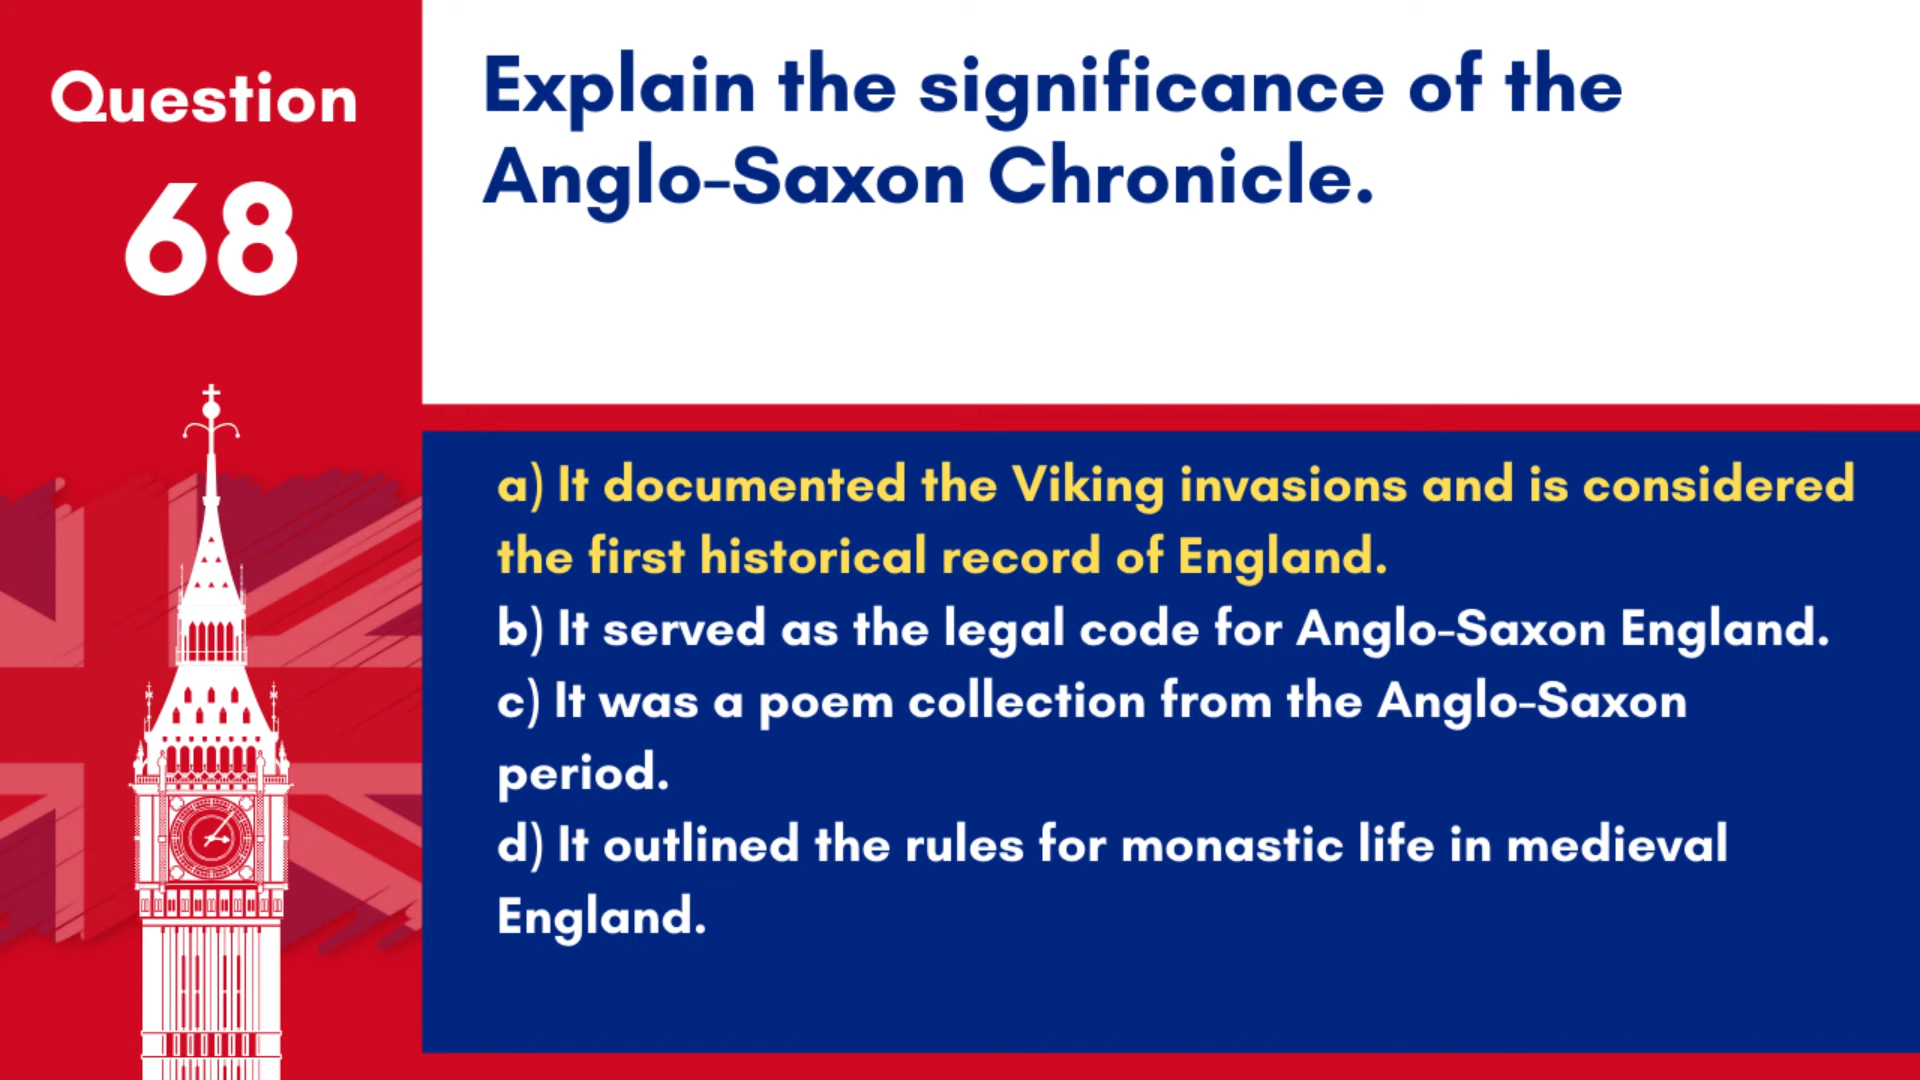 Question
68
Explain the significance of the
Anglo-Saxon Chronicle.
a) It documented the Viking invasions and is considered
the first historical record of England.
b) It served as the legal code for Anglo-Saxon England.
c) It was a poem collection from the Anglo-Saxon
period.
d) It outlined the rules for monastic life in medieval
England.